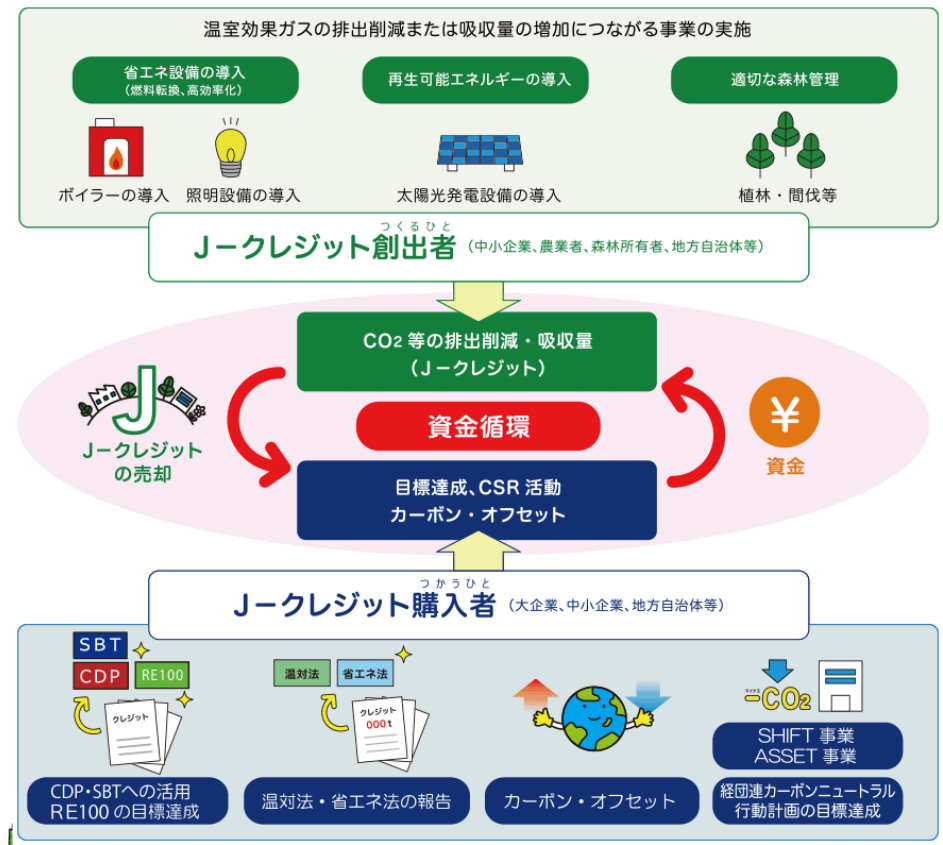 温室効果ガスの排出削減または吸収量の増加につながる事業の実施
省エネ設備の導入
(燃料転換、高効率化)
再生可能エネルギーの導入
適切な森林管理
ボイラーの導入
照明設備の導入
太陽光発電設備の導入
植林・間伐等
つくるひと
J－クレジット創出者(中小企業、農業者、森林所有者、地方自治体等)
CO2 等の排出削減・吸収量
(J－クレジット)
J
J－クレジット
の売却
資金循環
¥
資金
目標達成、CSR 活動
カーボン・オフセット
つかうひと
J－クレジット購入者(大企業、中小企業、地方自治体等)
SBT
CDP
RE100
クレジット
CDP・SBTへの活用
RE100 の目標達成
温対法
省エネ法
クレジット
000t
温対法・省エネ法の報告
カーボン・オフセット
マイナス
-CO2
SHIFT 事業
ASSET 事業
経団連カーボンニュートラル
行動計画の目標達成